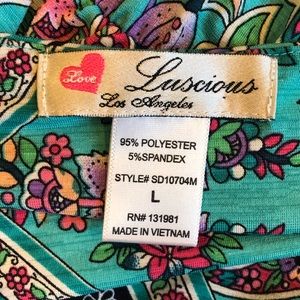 Love
Luscious
Los Angeles
95% POLYESTER
5%SPANDEX
STYLE# SD10704M
L
RN# 131981
MADE IN VIETNAM